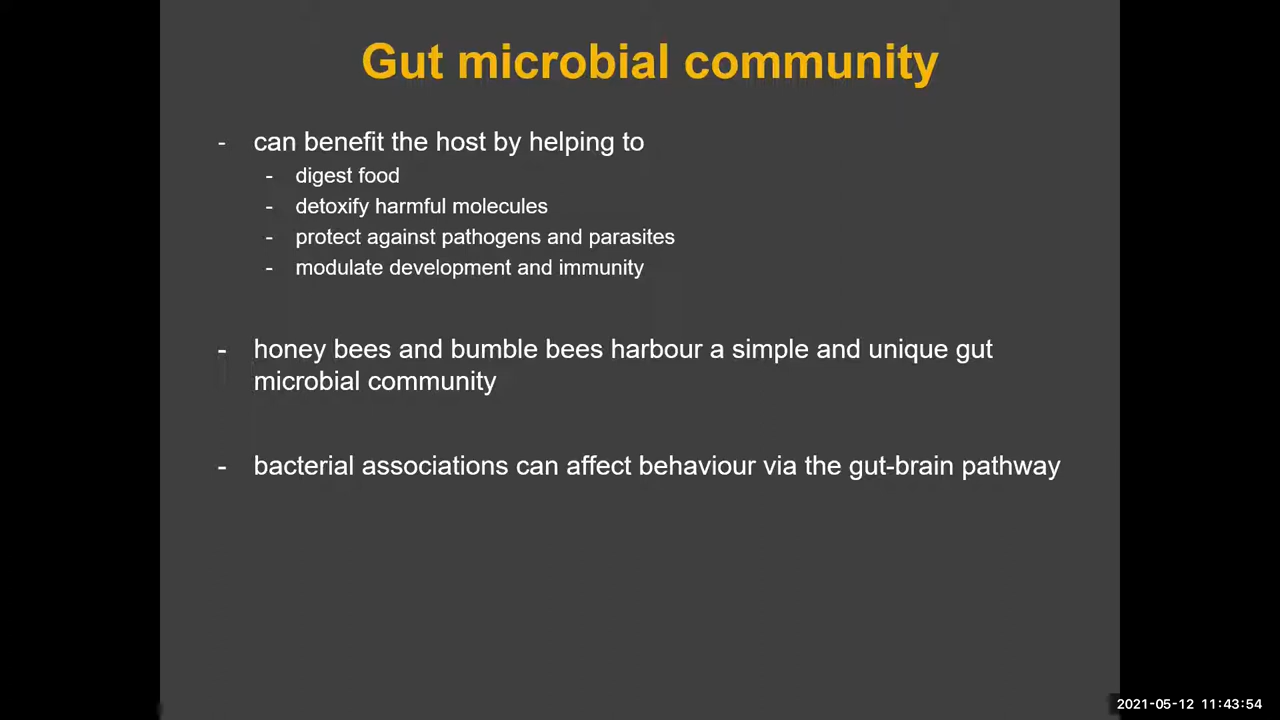 Gut microbial community
- can benefit the host by helping to
- digest food
- detoxify harmful molecules
- protect against pathogens and parasites
- modulate development and immunity
- honey bees and bumble bees harbour a simple and unique gut
microbial community
- bacterial associations can affect behaviour via the gut-brain pathway
2021-05-12 11:43:54